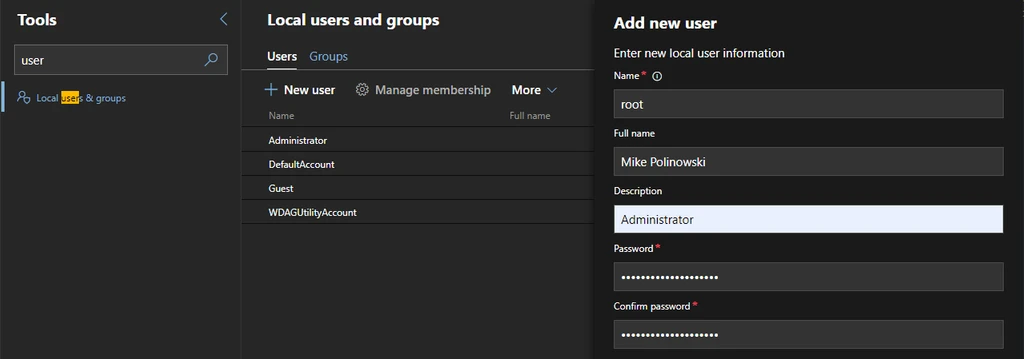 Tools
user
Local users & groups
Local users and groups
Users Groups
New user Manage membership More
Name Full name
Administrator
DefaultAccount
Guest
WDAGUtilityAccount
Add new user
Enter new local user information
Name*
root
Full name
Mike Polinowski
Description
Administrator
Password*
••••••••••••••••••••
Confirm password*
••••••••••••••••••••